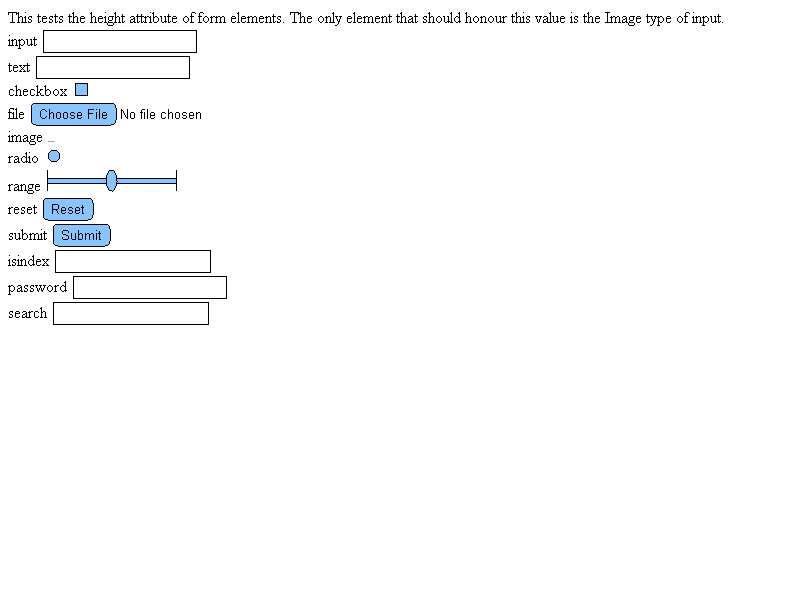 This tests the height attribute of form elements. The only element that should honour this value is the Image type of input.
input
text
checkbox
file Choose File No file chosen
image
radio
range
reset Reset
submit Submit
isindex
password
search